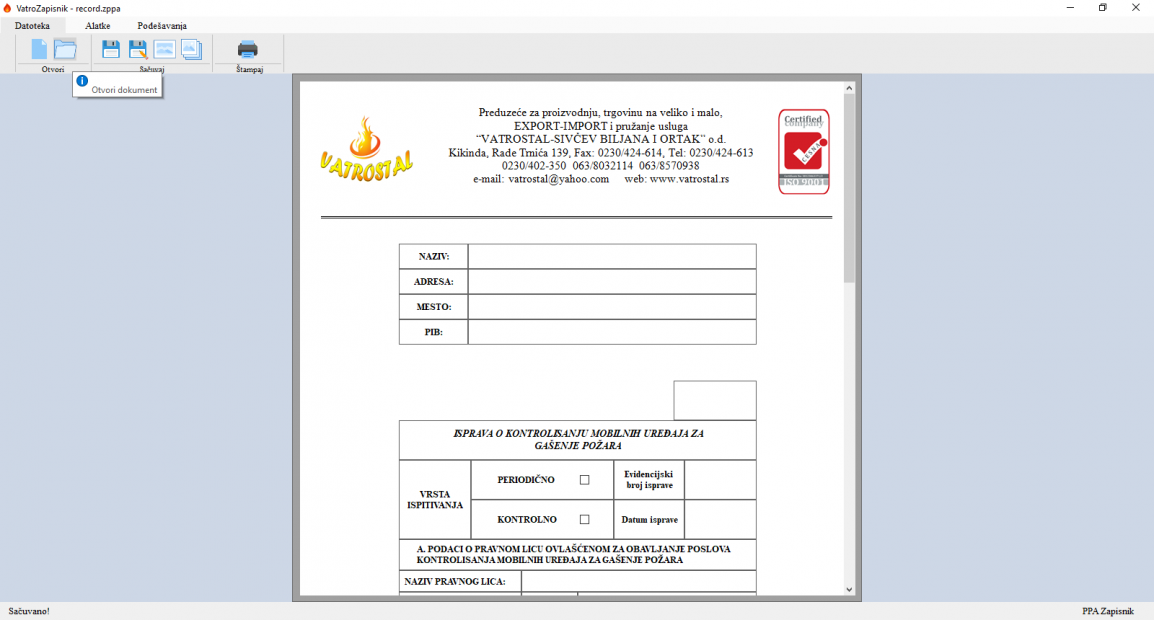 VatroZapisnik - record.zppa
Datoteka Alatke Podešavanja
Otvori Sačuvaj Štampaj
Otvori dokument
VATROSTAL
Preduzeće za proizvodnju, trgovinu na veliko i malo,
EXPORT-IMPORT i pružanje usluga
“VATROSTAL-SIVČEV BILJANA I ORTAK” o.d.
Kikinda, Rade Trnića 139, Fax: 0230/424-614, Tel: 0230/424-613
0230/402-350 063/8032114 063/8570938
e-mail: vatrostal@yahoo.com web: www.vatrostal.rs
Certified
company
CESNA
ISO 9001
NAZIV:
ADRESA:
MESTO:
PIB:
ISPRAVA O KONTROLISANJU MOBILNIH UREĐAJA ZA
GAŠENJE POŽARA
VRSTA
ISPITIVANJA
PERIODIČNO
Evidencijski
broj isprave
KONTROLNO
Datum isprave
A. PODACI O PRAVNOM LICU OVLAŠĆENOM ZA OBAVLJANJE POSLOVA
KONTROLISANJA MOBILNIH UREĐAJA ZA GAŠENJE POŽARA
NAZIV PRAVNOG LICA:
Sačuvano!
PPA Zapisnik